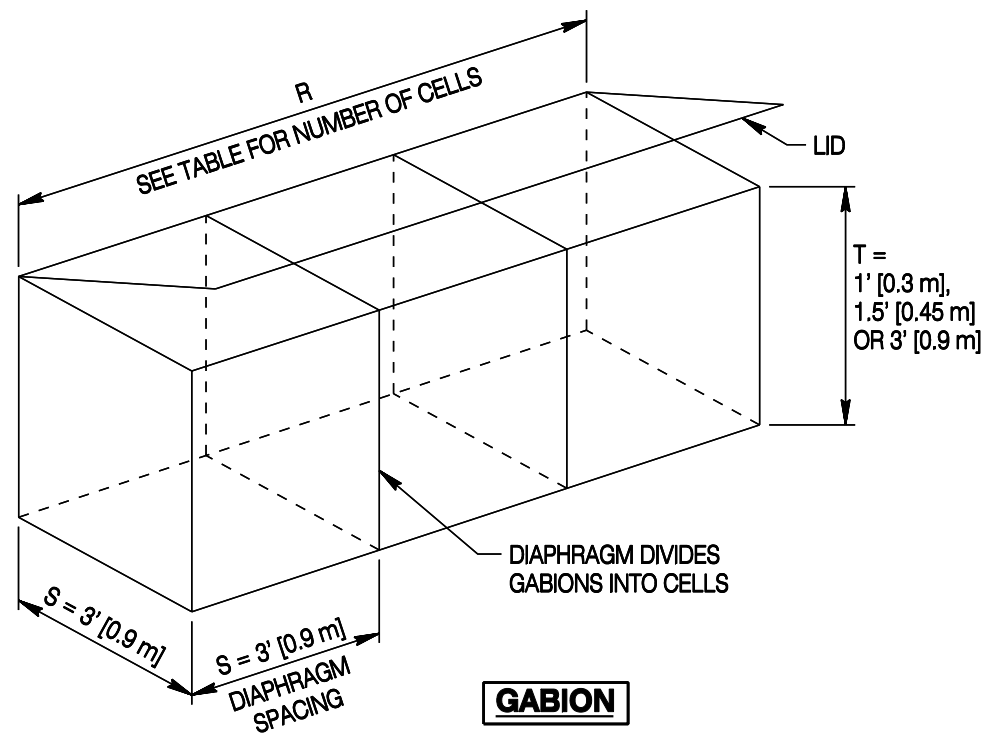 R
SEE TABLE FOR NUMBER OF CELLS
LID
T =
1' [0.3 m],
1.5' [0.45 m]
OR 3' [0.9 m]
DIAPHRAGM DIVIDES
GABIONS INTO CELLS
S = 3' [0.9 m]
S = 3' [0.9 m]
DIAPHRAGM
SPACING
GABION